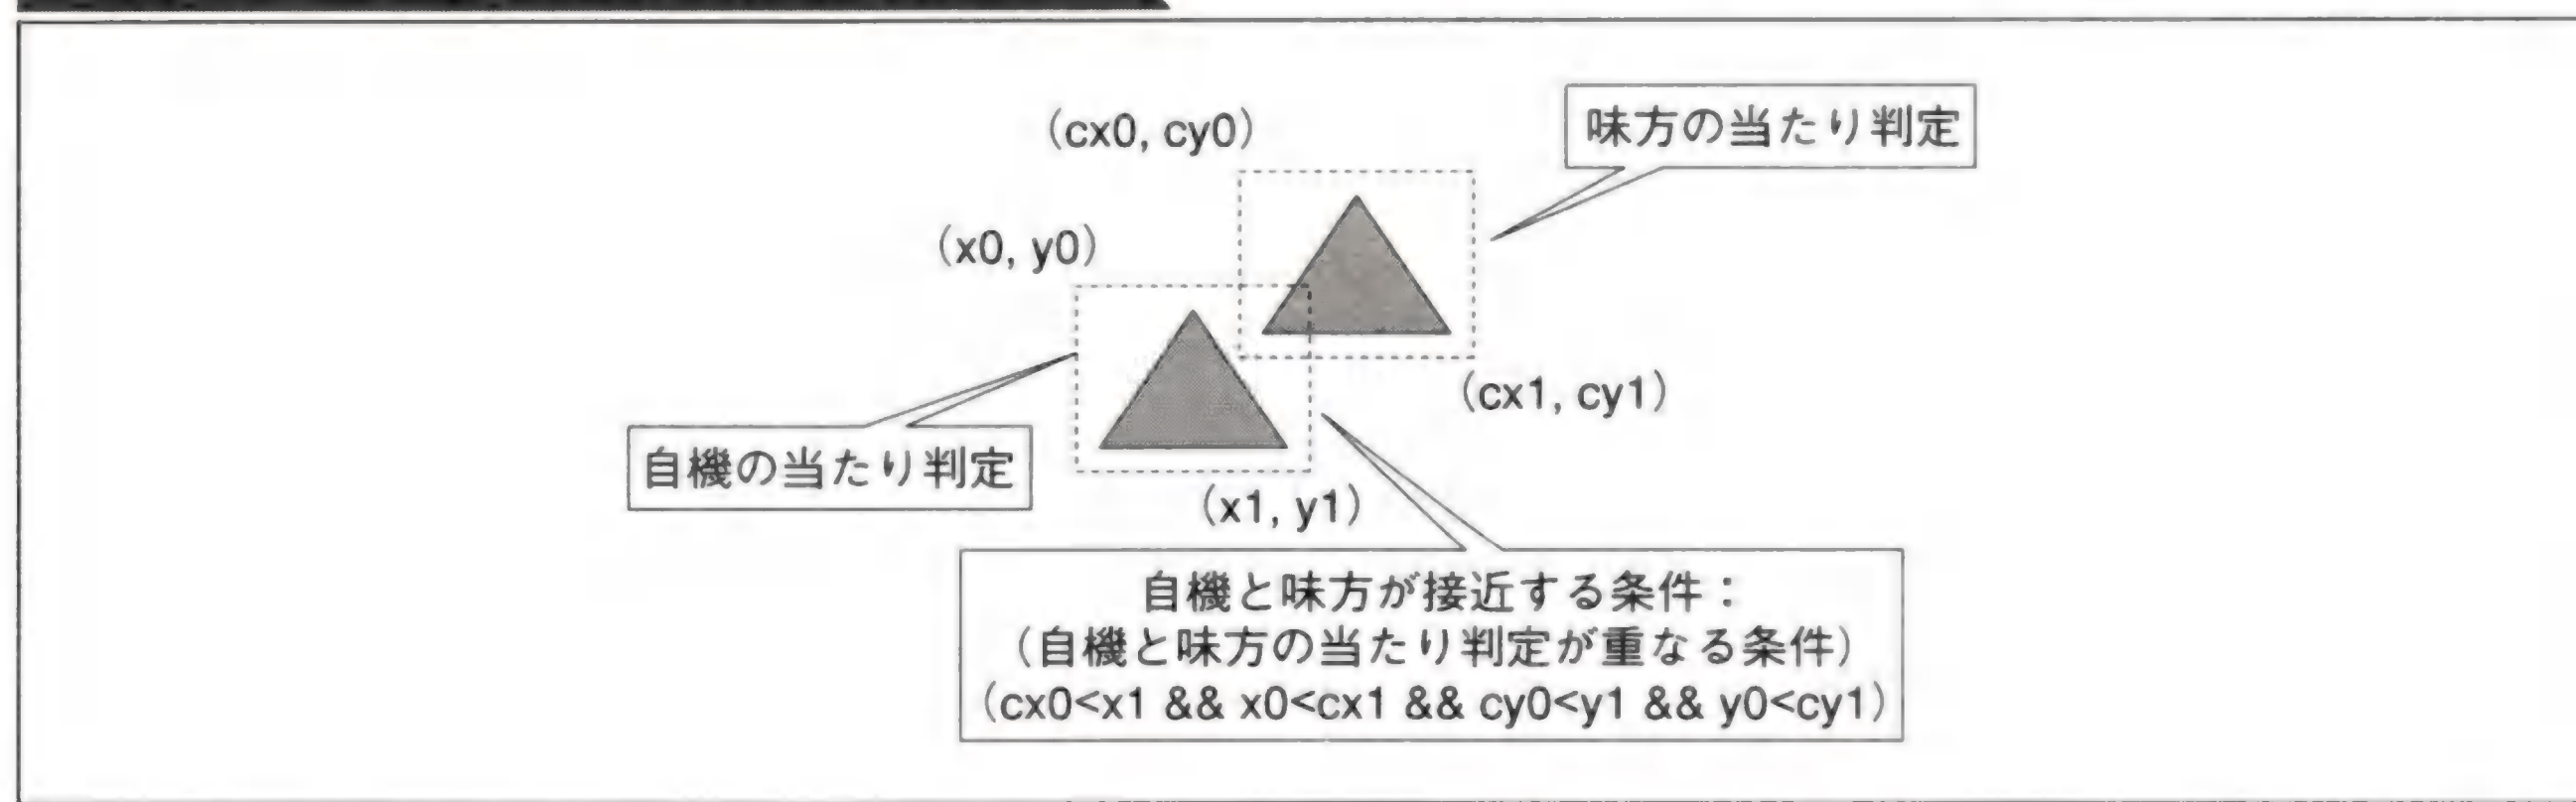 (cx0, cy0)
味方の当たり判定
(x0, y0)
(cx1, cy1)
自機の当たり判定
(x1, y1)
自機と味方が接近する条件：
（自機と味方の当たり判定が重なる条件）
(cx0<x1 && x0<cx1 && cy0<y1 && y0<cy1)